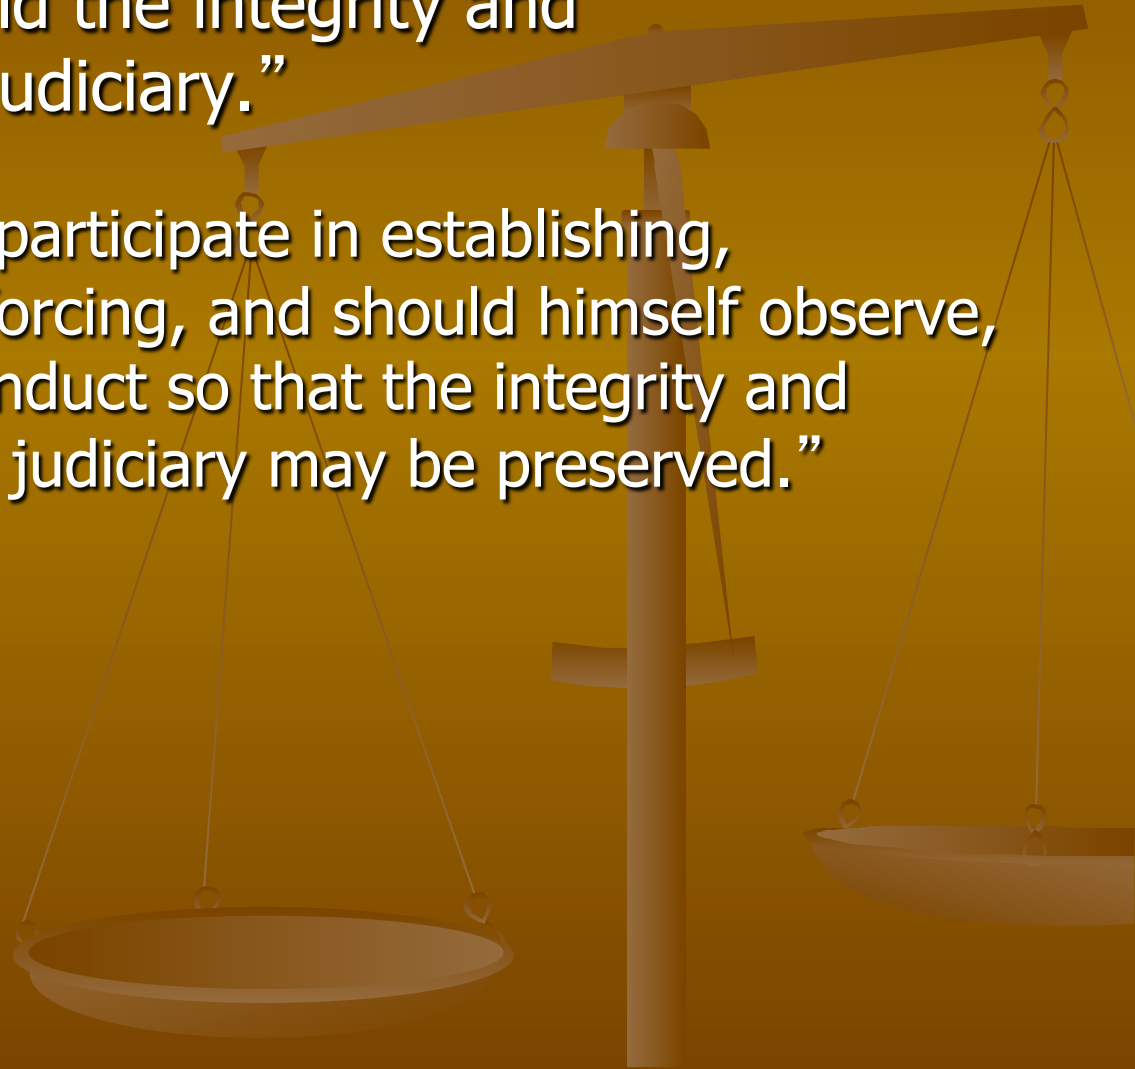 the integrity and
udiciary.”
participate in establishing,
orcing, and should himself observe,
nduct so that the integrity and
judiciary may be preserved.”